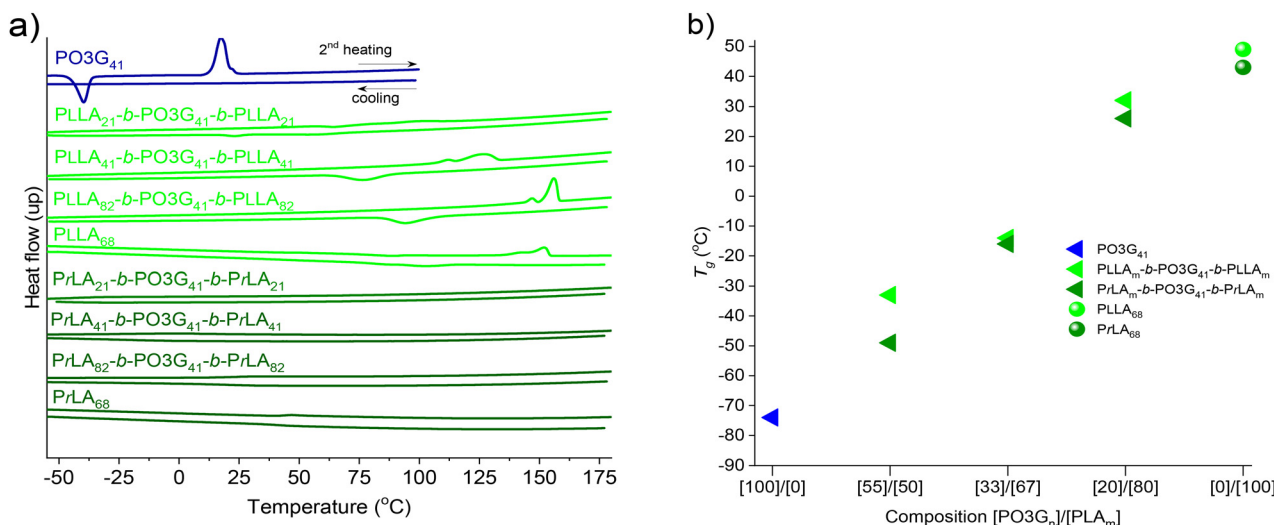 a)
PO3G41
2nd heating
cooling
PLLA21-b-PO3G41-b-PLLA21
PLLA41-b-PO3G41-b-PLLA41
PLLA82-b-PO3G41-b-PLLA82
PLLA68
PrLA21-b-PO3G41-b-PrLA21
PrLA41-b-PO3G41-b-PrLA41
PrLA82-b-PO3G41-b-PrLA82
PrLA68
Heat flow (up)
-50 -25 0 25 50 75 100 125 150 175
Temperature (oC)
b)
50
40
30
20
10
0
-10
-20
-30
-40
-50
-60
-70
-80
-90
Tg (oC)
PO3G41
PLLAm-b-PO3G41-b-PLLAm
PrLAm-b-PO3G41-b-PrLAm
PLLA68
PrLA68
[100]/[0] [55]/[50] [33]/[67] [20]/[80] [0]/[100]
Composition [PO3Gn]/[PLAm]